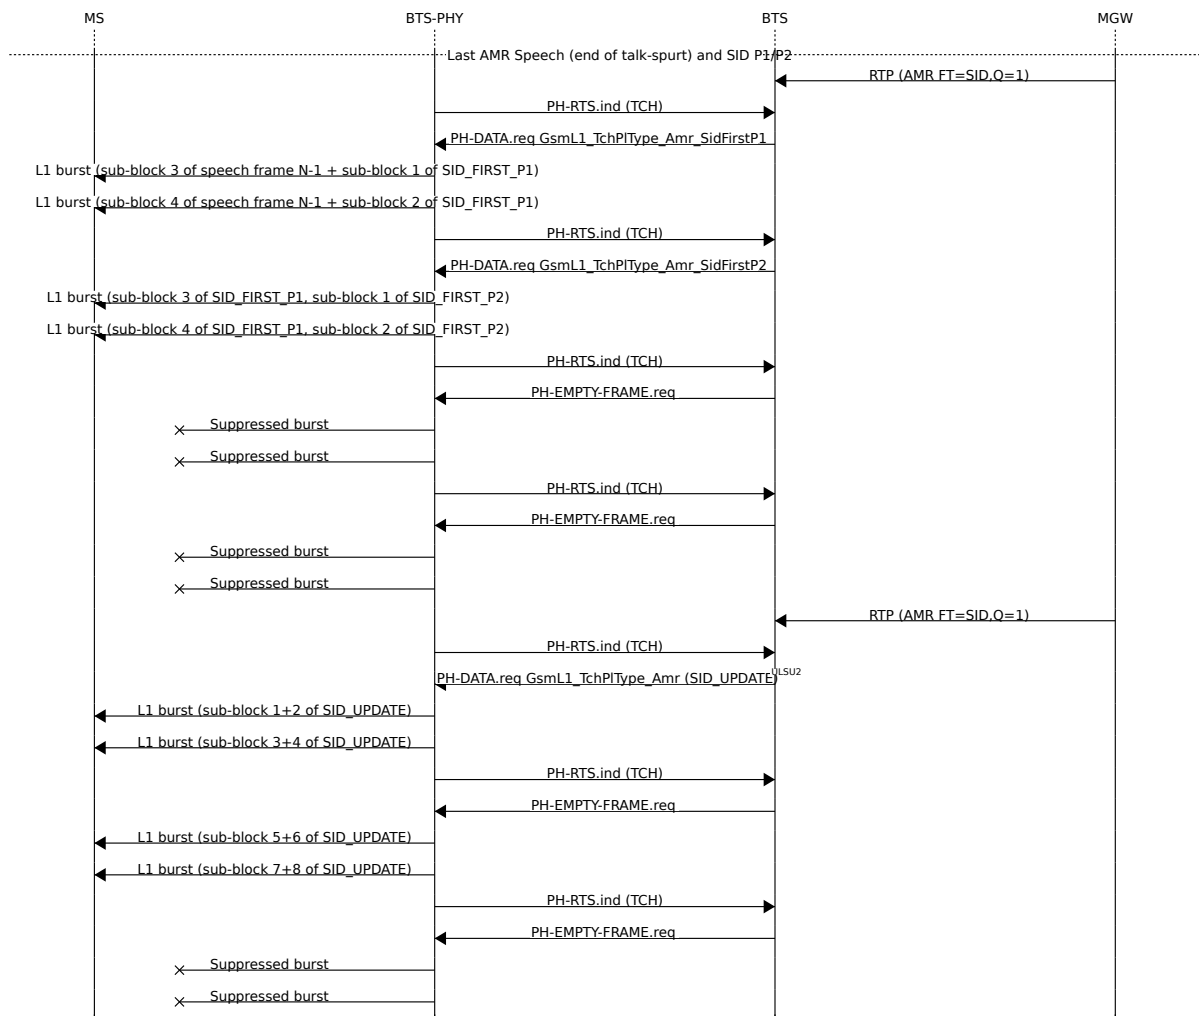 MS BTS-PHY BTS MGW
Last AMR Speech (end of talk-spurt) and SID P1/P2
RTP (AMR FT=SID,Q=1)
PH-RTS.ind (TCH)
PH-DATA.req GsmL1_TchPlType_Amr_SidFirstP1
L1 burst (sub-block 3 of speech frame N-1 + sub-block 1 of SID_FIRST_P1)
L1 burst (sub-block 4 of speech frame N-1 + sub-block 2 of SID_FIRST_P1)
PH-RTS.ind (TCH)
PH-DATA.req GsmL1_TchPlType_Amr_SidFirstP2
L1 burst (sub-block 3 of SID_FIRST_P1, sub-block 1 of SID_FIRST_P2)
L1 burst (sub-block 4 of SID_FIRST_P1, sub-block 2 of SID_FIRST_P2)
PH-RTS.ind (TCH)
PH-EMPTY-FRAME.req
Suppressed burst
Suppressed burst
PH-RTS.ind (TCH)
PH-EMPTY-FRAME.req
Suppressed burst
Suppressed burst
RTP (AMR FT=SID,Q=1)
PH-RTS.ind (TCH)
PH-DATA.req GsmL1_TchPlType_Amr (SID_UPDATE) ULSU2
L1 burst (sub-block 1+2 of SID_UPDATE)
L1 burst (sub-block 3+4 of SID_UPDATE)
PH-RTS.ind (TCH)
PH-EMPTY-FRAME.req
L1 burst (sub-block 5+6 of SID_UPDATE)
L1 burst (sub-block 7+8 of SID_UPDATE)
PH-RTS.ind (TCH)
PH-EMPTY-FRAME.req
Suppressed burst
Suppressed burst